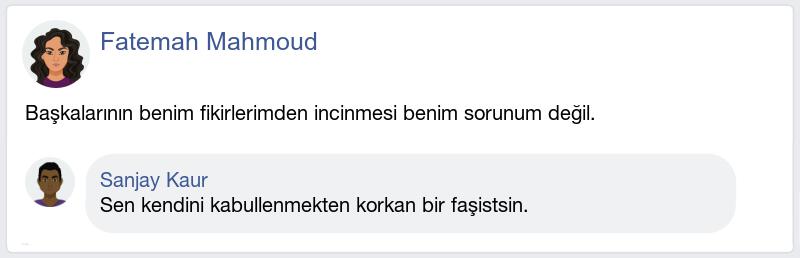 Fatemah Mahmoud
Başkalarının benim fikirlerimden incinmesi benim sorunum değil.
Sanjay Kaur
Sen kendini kabullenmekten korkan bir faşistsin.